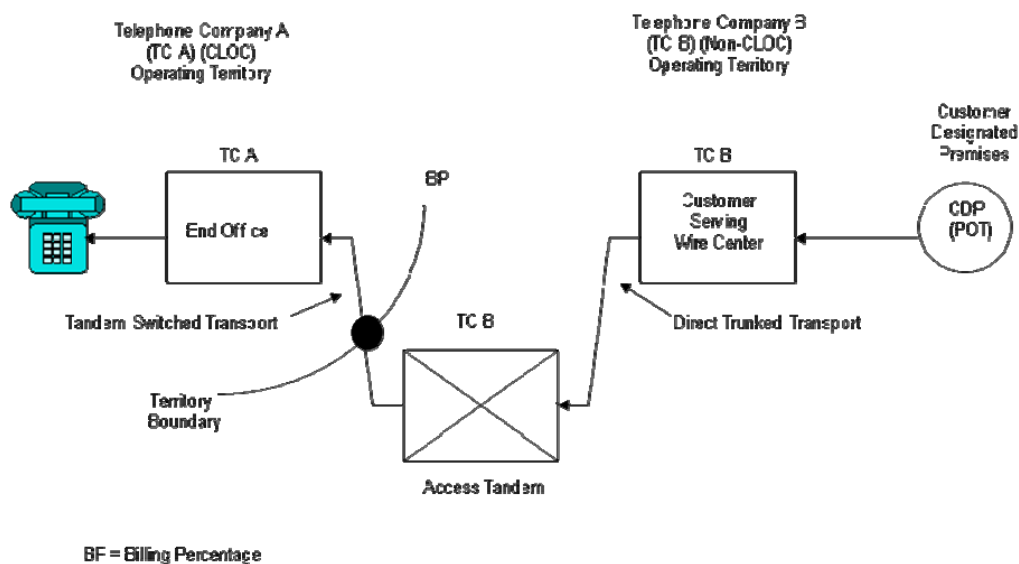 Telephone Company A
(TC A) (CLOC)
Operating Territory
Telephone Company B
(TC B) (Non-CLOC)
Operating Territory
Customer
Designated
Premises
TC A
BP
TC B
End Office
Customer
Serving
Wire Center
CDP
(POT)
Tandem Switched Transport
TC B
Direct Trunked Transport
Territory
Boundary
Access Tandem
BP = Billing Percentage